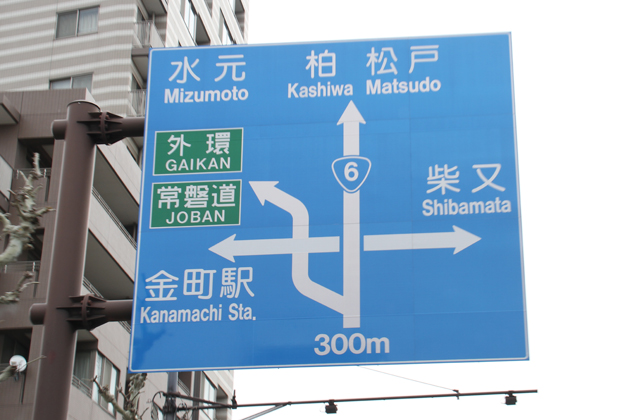 水元
Mizumoto
柏 松戸
Kashiwa Matsudo
外環
GAIKAN
常磐道
JOBAN
6
柴又
Shibamata
金町駅
Kanamachi Sta.
300m